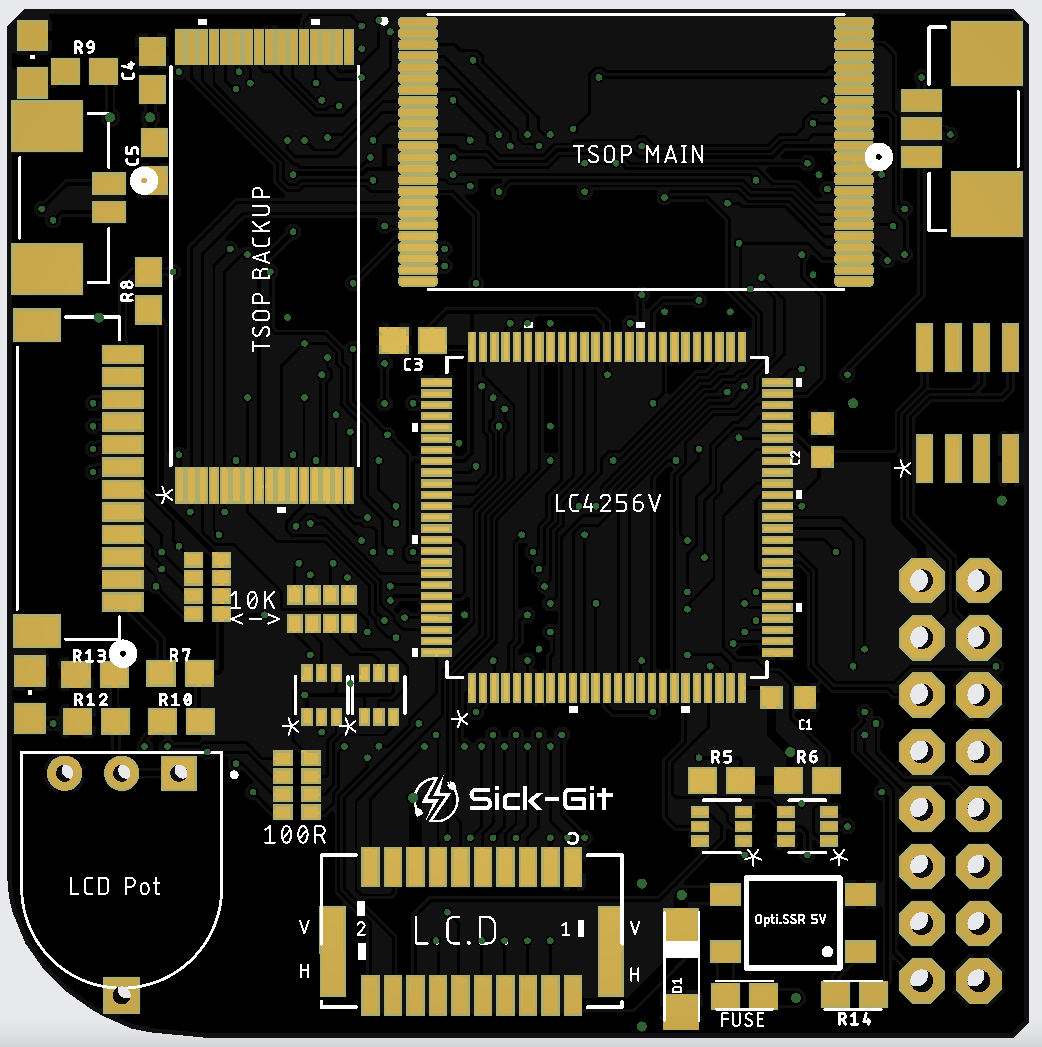 R9
C4
C5
TSOP MAIN
TSOP BACKUP
R8
C3
C2
LC4256V
10K
<->
R13
R7
R12
R10
C1
R5
R6
Sick-Git
100R
LCD Pot
V
2
L.C.D.
1
V
H
H
Opti.SSR 5V
D1
FUSE
R14